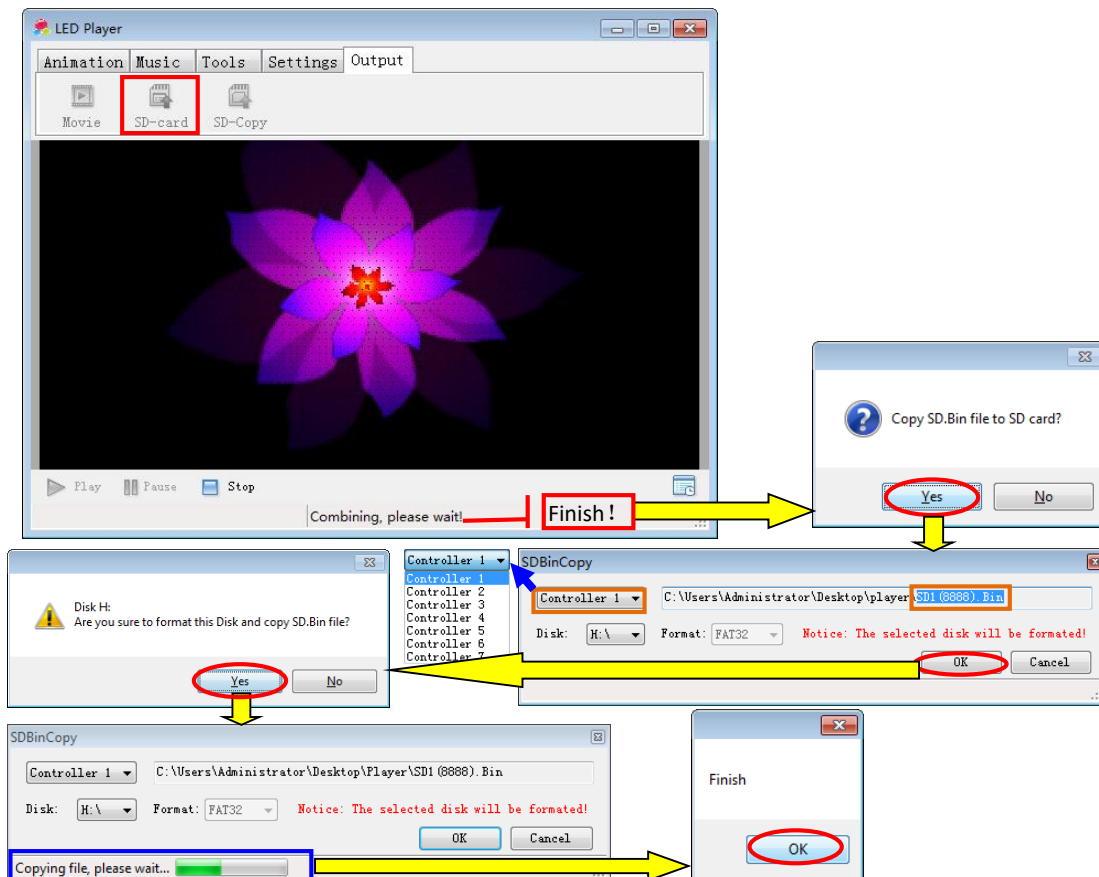 LED Player
Animation Music Tools Settings Output
Movie SD-card SD-Copy
Play Pause Stop
Combining, please wait! Finish！
Copy SD.Bin file to SD card?
Yes No
Disk H:
Are you sure to format this Disk and copy SD.Bin file?
Yes No
Controller 1
Controller 1
Controller 2
Controller 3
Controller 4
Controller 5
Controller 6
Controller 7
SDBinCopy
Controller 1 C:\Users\Administrator\Desktop\player\SD1(8888).Bin
Disk: H:\ Format: FAT32 Notice: The selected disk will be formated!
OK Cancel
SDBinCopy
Controller 1 C:\Users\Administrator\Desktop\Player\SD1(8888).Bin
Disk: H:\ Format: FAT32 Notice: The selected disk will be formated!
OK Cancel
Copying file, please wait...
Finish
OK